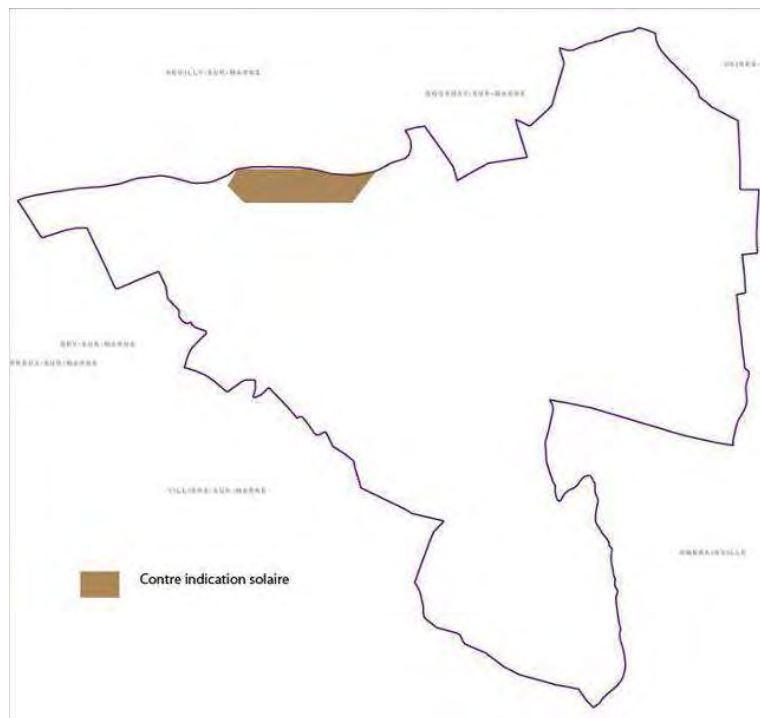 NEUILLY-SUR-MARNE
GOURNAY-SUR-MARNE
BRY-SUR-MARNE
VILLIERS-SUR-MARNE
Contre indication solaire